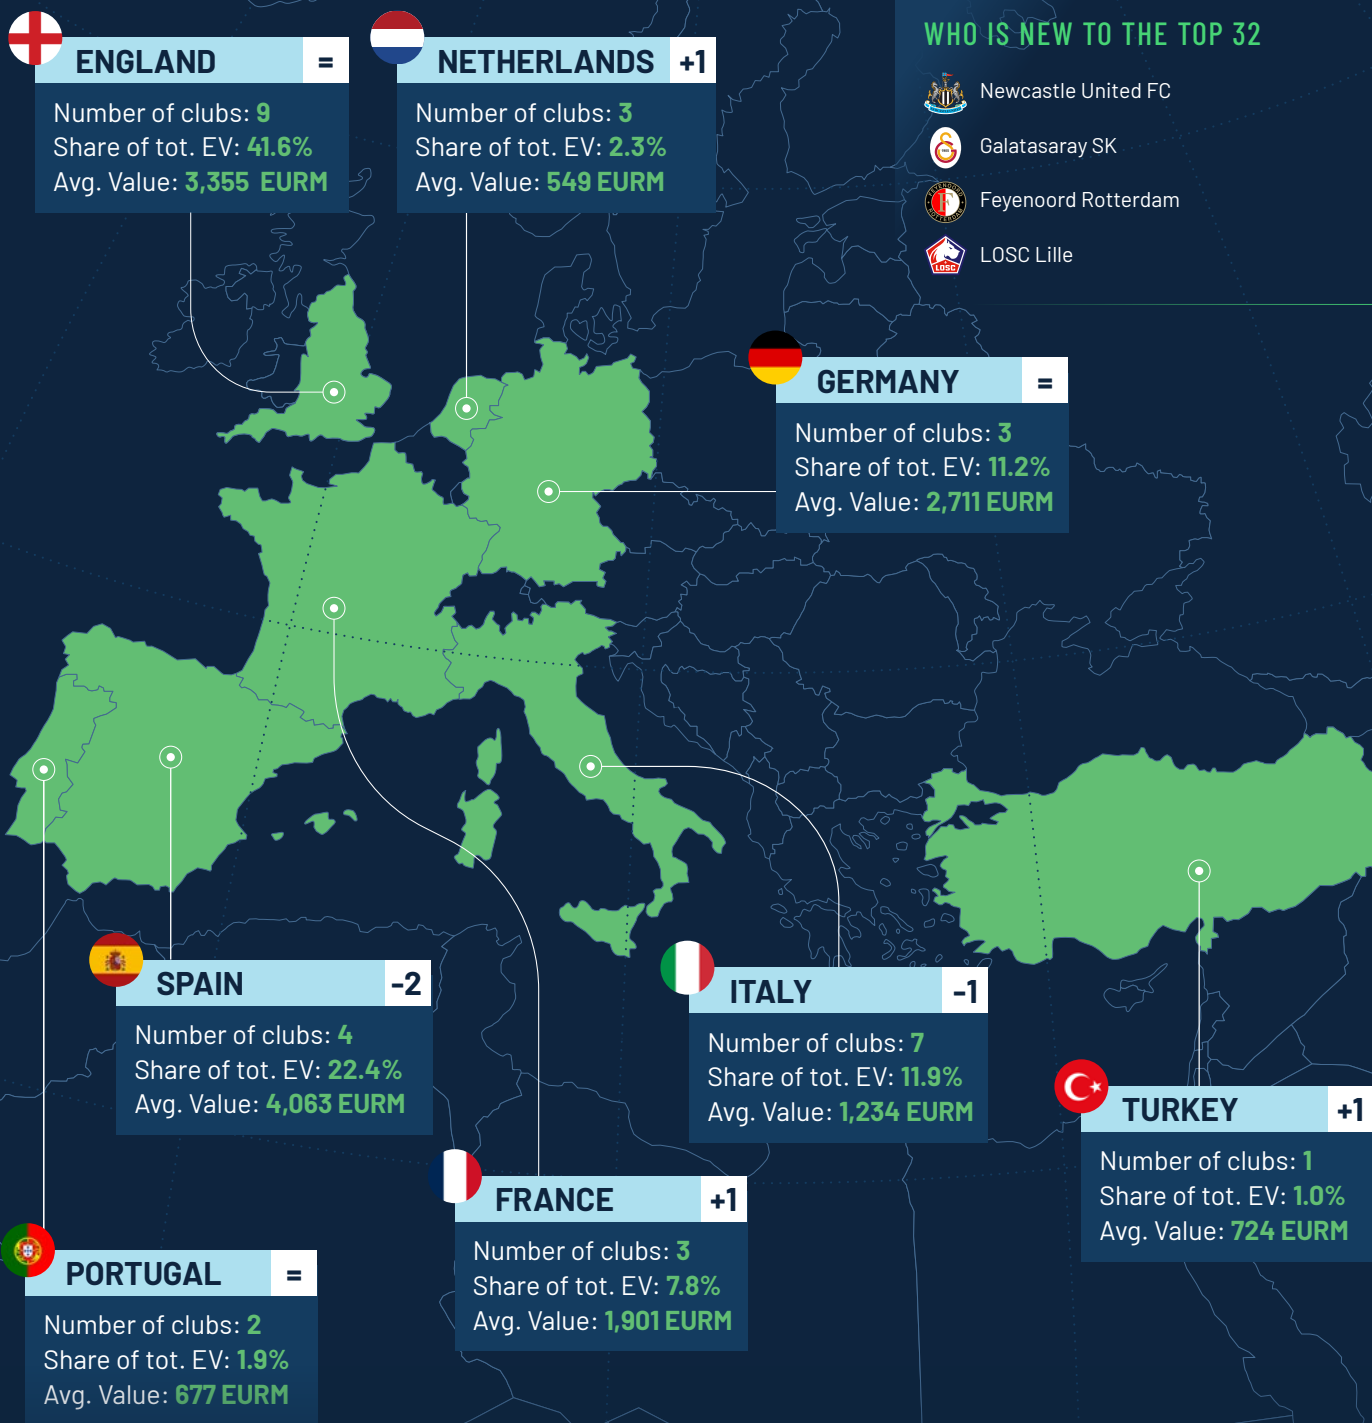 WHO IS NEW TO THE TOP 32
Newcastle United FC
Galatasaray SK
Feyenoord Rotterdam
LOSC Lille
LOSC
ENGLAND =
Number of clubs: 9
Share of tot. EV: 41.6%
Avg. Value: 3,355 EURM
NETHERLANDS +1
Number of clubs: 3
Share of tot. EV: 2.3%
Avg. Value: 549 EURM
GERMANY =
Number of clubs: 3
Share of tot. EV: 11.2%
Avg. Value: 2,711 EURM
SPAIN -2
Number of clubs: 4
Share of tot. EV: 22.4%
Avg. Value: 4,063 EURM
ITALY -1
Number of clubs: 7
Share of tot. EV: 11.9%
Avg. Value: 1,234 EURM
TURKEY +1
Number of clubs: 1
Share of tot. EV: 1.0%
Avg. Value: 724 EURM
FRANCE +1
Number of clubs: 3
Share of tot. EV: 7.8%
Avg. Value: 1,901 EURM
PORTUGAL =
Number of clubs: 2
Share of tot. EV: 1.9%
Avg. Value: 677 EURM